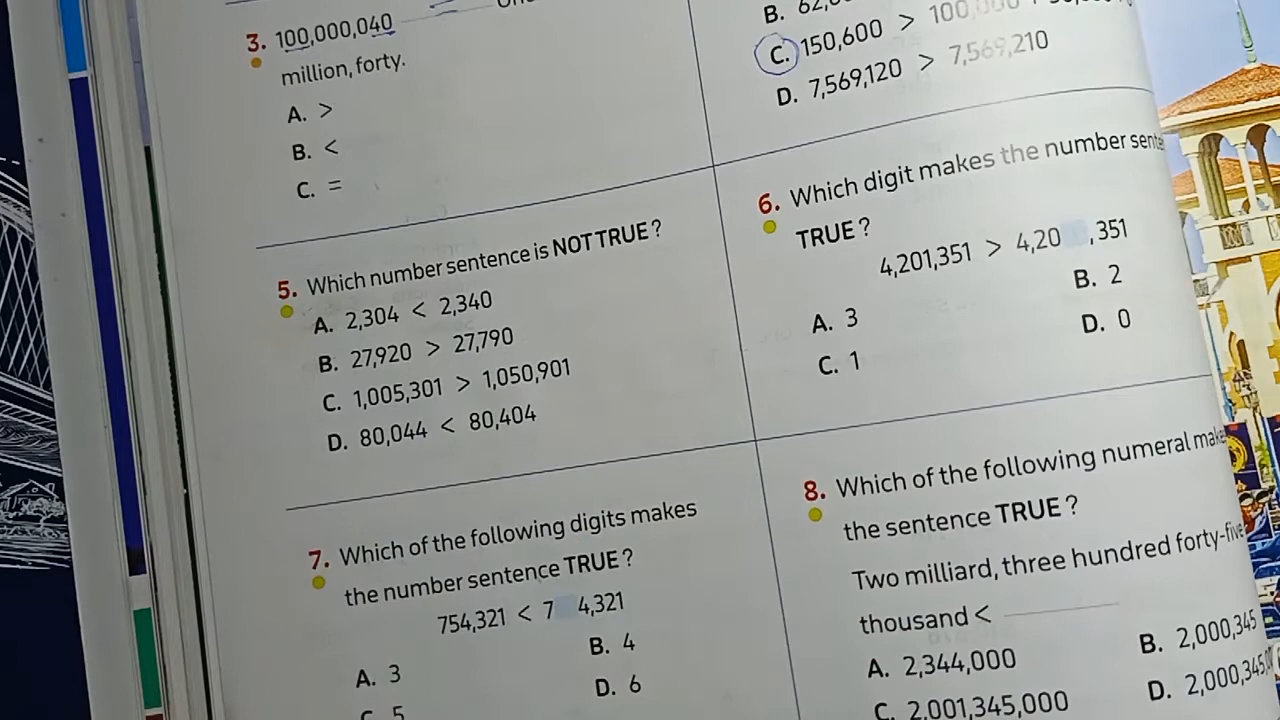 3. 100,000,040
million, forty.
A. >
B. <
C. =
C. 150,600 > 100
D. 7,569,120 > 7,569,210
5. Which number sentence is NOT TRUE?
A. 2,304 < 2,340
B. 27,920 > 27,790
C. 1,005,301 > 1,050,901
D. 80,044 < 80,404
6. Which digit makes the number
TRUE?
4,201,351 > 4,20 ,351
A. 3
B. 2
C. 1
D. 0
7. Which of the following digits makes
the number sentence TRUE?
754,321 < 7 4,321
A. 3
B. 4
C. 5
D. 6
8. Which of the following numeral
the sentence TRUE?
Two milliard, three hundred forty-five
thousand <
A. 2,344,000
B. 2,000,345
C. 2,001,345,000
D. 2,000,345,